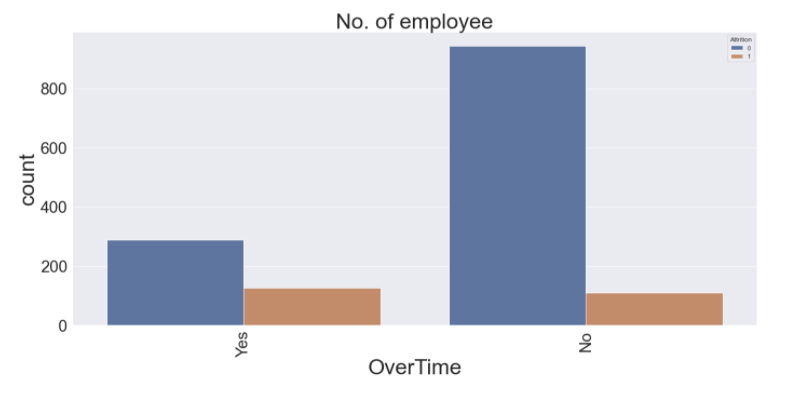 No. of employee
Attrition
0
1
800
600
400
200
0
count
Yes
No
OverTime